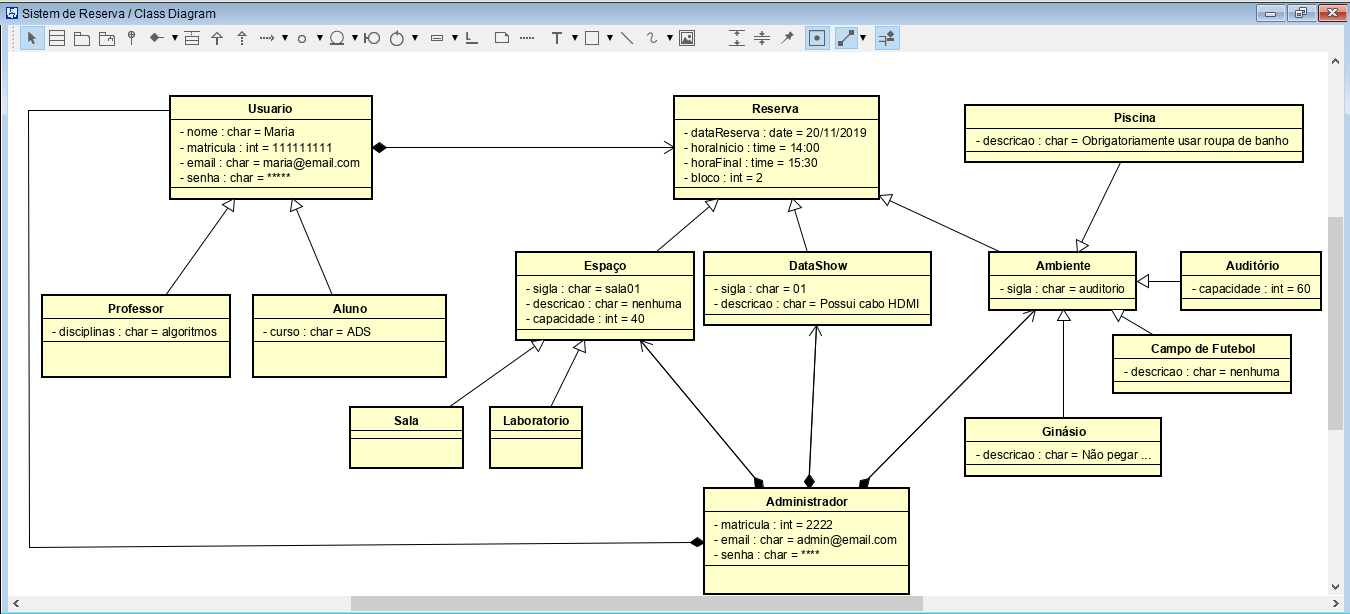 Sistem de Reserva / Class Diagram
Usuario
- nome : char = Maria
- matricula : int = 111111111
- email : char = maria@email.com
- senha : char = *****
Reserva
- dataReserva : date = 20/11/2019
- horaInicio : time = 14:00
- horaFinal : time = 15:30
- bloco : int = 2
Piscina
- descricao : char = Obrigatoriamente usar roupa de banho
Espaço
- sigla : char = sala01
- descricao : char = nenhuma
- capacidade : int = 40
DataShow
- sigla : char = 01
- descricao : char = Possui cabo HDMI
Ambiente
- sigla : char = auditorio
Auditório
- capacidade : int = 60
Professor
- disciplinas : char = algoritmos
Aluno
- curso : char = ADS
Campo de Futebol
- descricao : char = nenhuma
Sala
Laboratorio
Ginásio
- descricao : char = Não pegar ...
Administrador
- matricula : int = 2222
- email : char = admin@email.com
- senha : char = ****